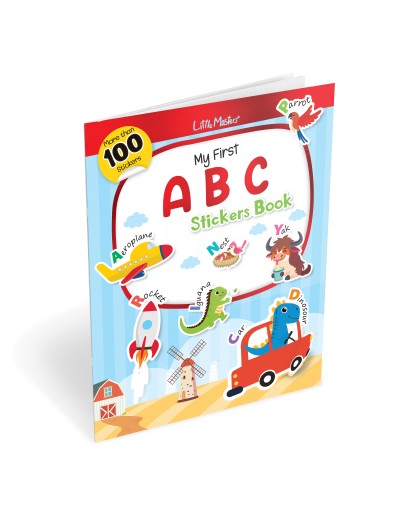 Little Masters
More than
100
Stickers
Parrot
My First
A B C
Stickers Book
Aeroplane
Nest
Yak
Iguana
Rocket
Car
Dinosaur